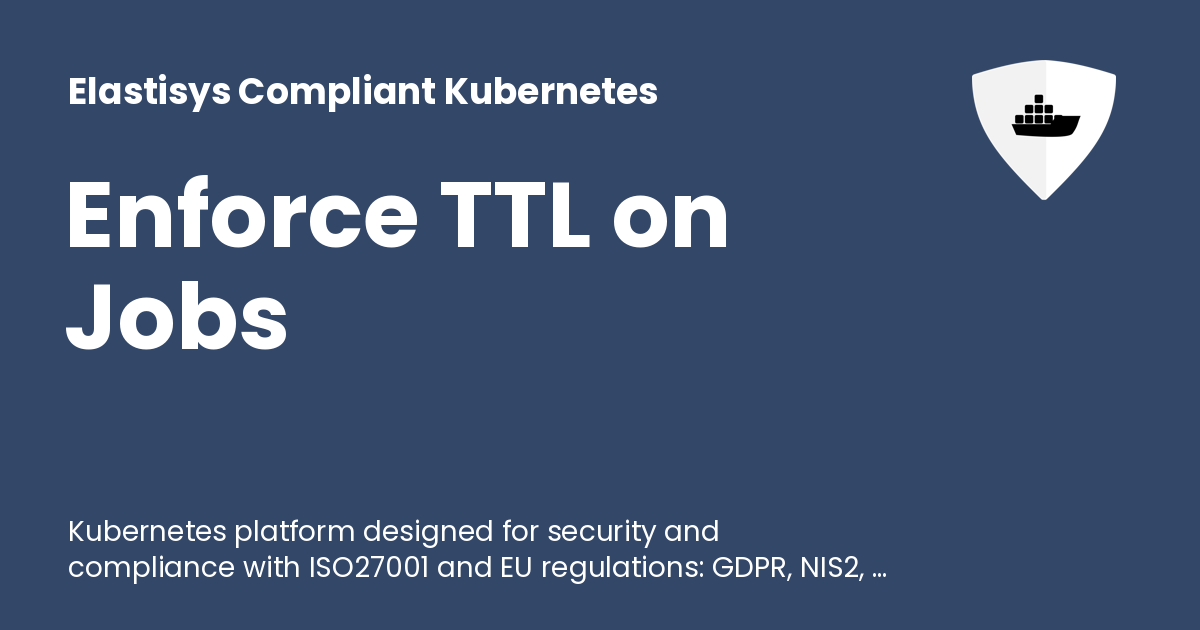 Elastisys Compliant Kubernetes
Enforce TTL on
Jobs
Kubernetes platform designed for security and
compliance with ISO27001 and EU regulations: GDPR, NIS2, ...